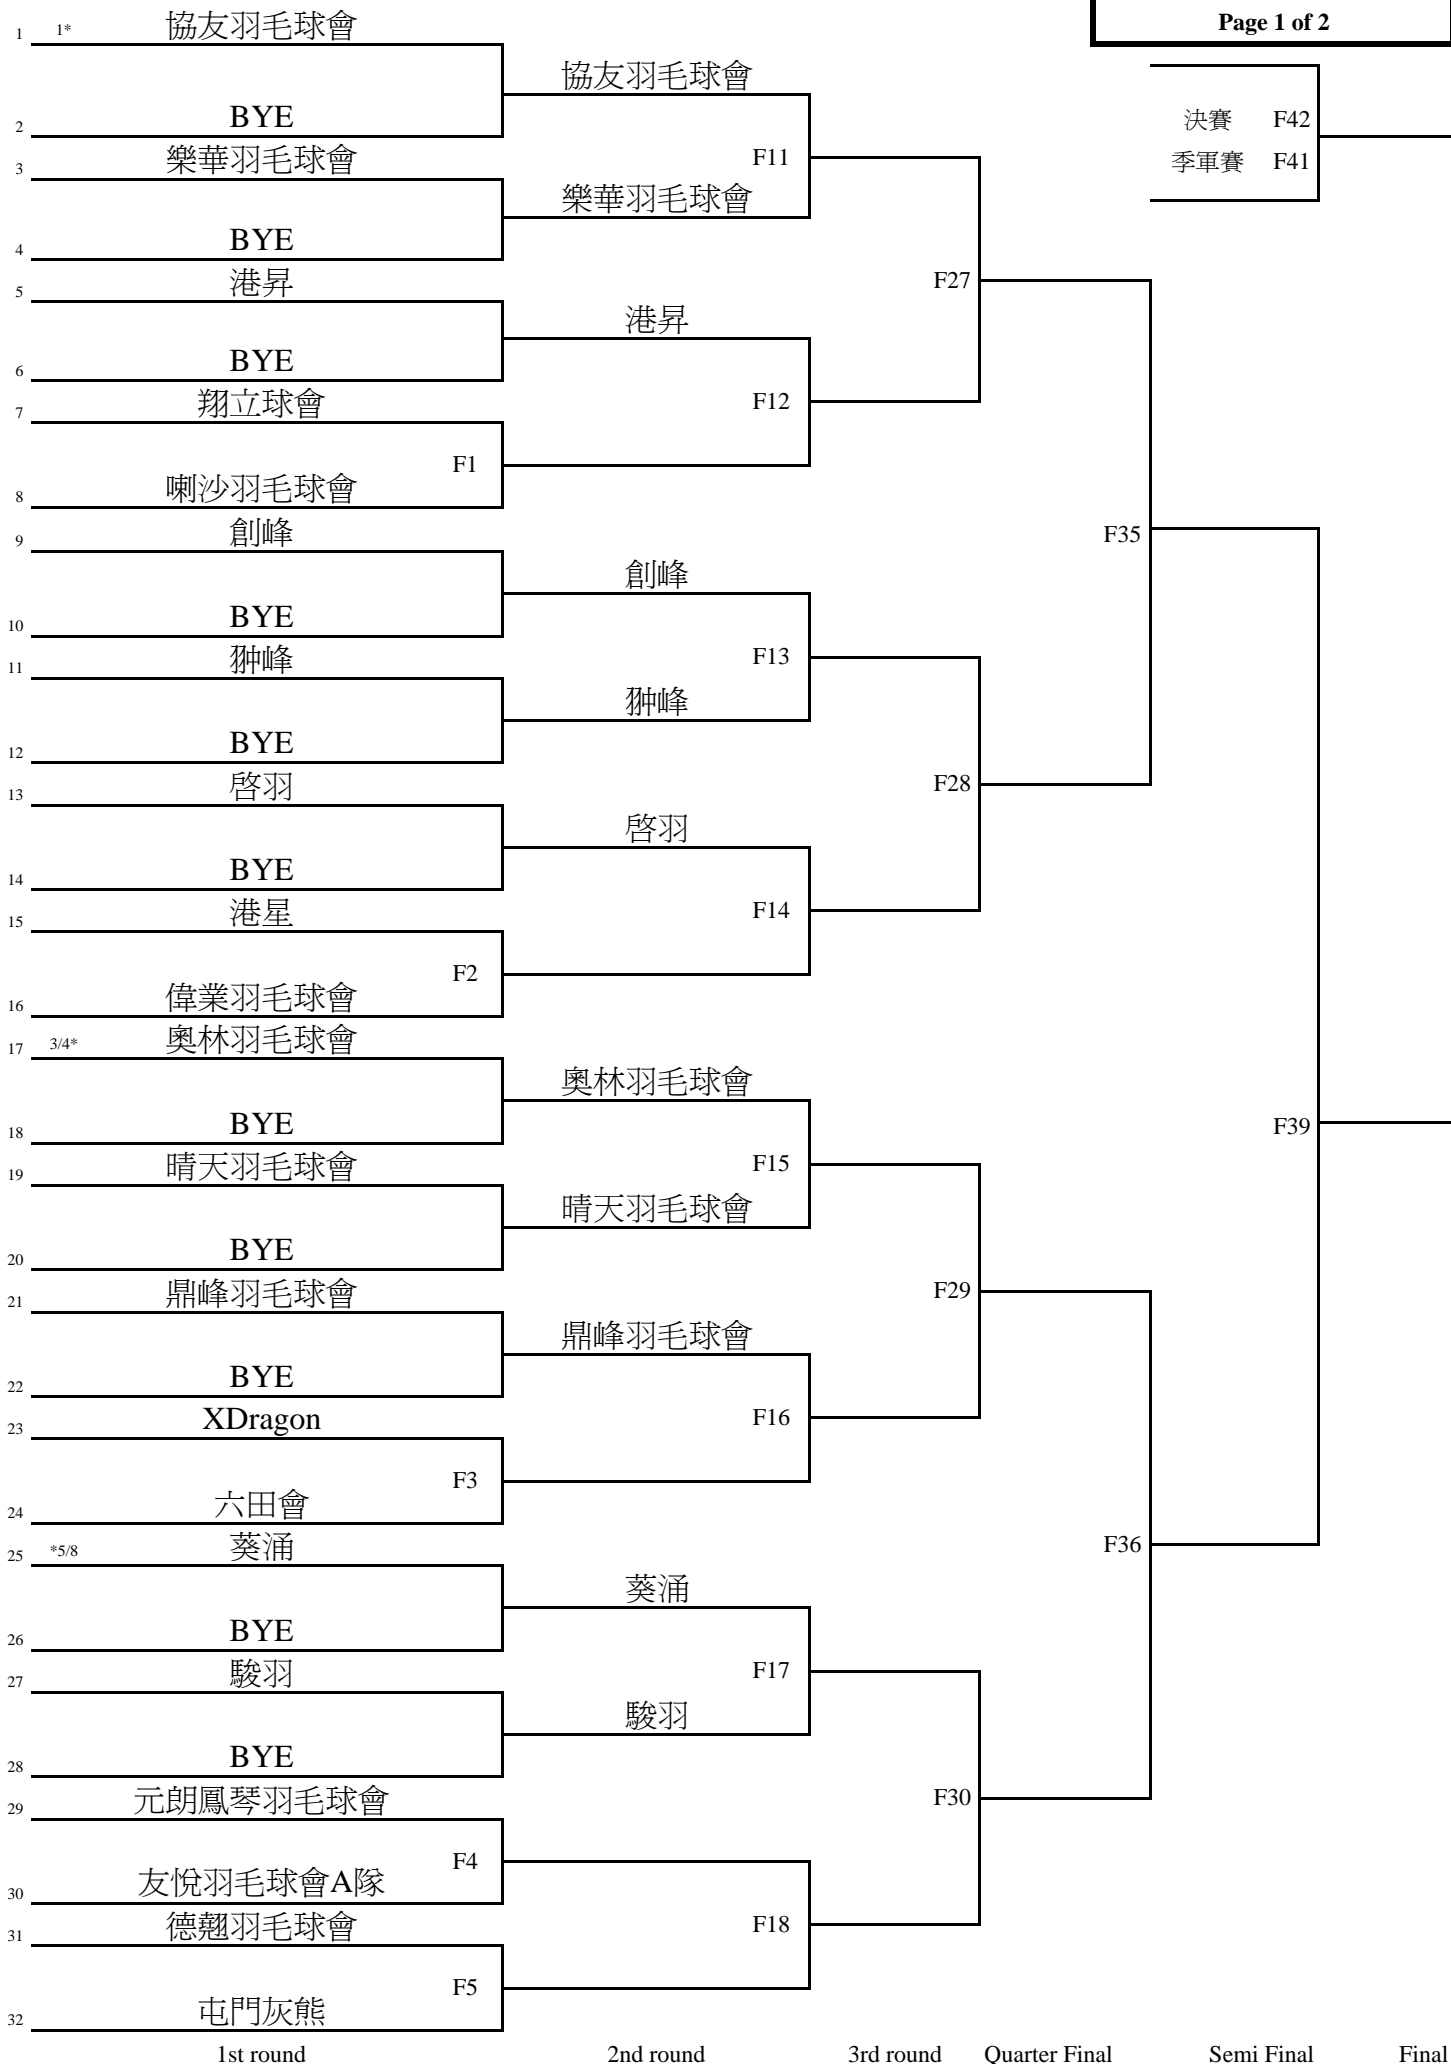 Page 1 of 2
1 1* 協友羽毛球會
協友羽毛球會
2 BYE
決賽 F42
季軍賽 F41
3 樂華羽毛球會
F11
樂華羽毛球會
4 BYE
5 港昇
F27
港昇
6 BYE
7 翔立球會
F12
F1
8 喇沙羽毛球會
9 創峰
F35
創峰
10 BYE
11 翀峰
F13
翀峰
12 BYE
13 啓羽
F28
啓羽
14 BYE
15 港星
F14
F2
16 偉業羽毛球會
17 3/4* 奧林羽毛球會
奧林羽毛球會
18 BYE
F39
19 晴天羽毛球會
F15
晴天羽毛球會
20 BYE
21 鼎峰羽毛球會
F29
鼎峰羽毛球會
22 BYE
23 XDragon
F16
F3
24 六田會
25 *5/8 葵涌
F36
葵涌
26 BYE
27 駿羽
F17
駿羽
28 BYE
29 元朗鳳琴羽毛球會
F30
F4
30 友悅羽毛球會A隊
31 德翹羽毛球會
F18
F5
32 屯門灰熊
1st round 2nd round 3rd round Quarter Final Semi Final Final